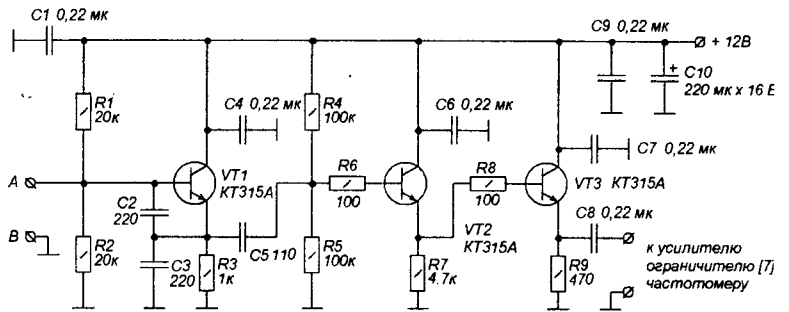 C1 0,22 мк
C9 0,22 мк
+ 12В
+
C10
220 мк x 16 Е
R1
20к
C4 0,22 мк
R4
100к
C6 0,22 мк
C7 0,22 мк
A
VT1
КТ315А
R6
100
R8
100
VT3 КТ315А
C2
220
C8 0,22 мк
B
VT2
КТ315А
R2
20к
C3
220
R3
1к
C5 110
R5
100к
R7
4.7к
R9
470
к усилителю
ограничителю [7]
частотомеру